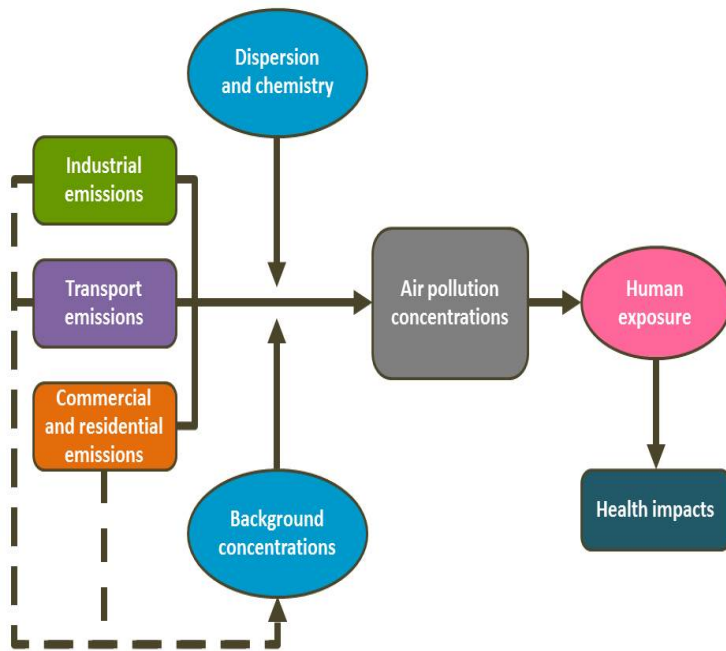 Dispersion
and chemistry
Industrial
emissions
Transport
emissions
Air pollution
concentrations
Human
exposure
Commercial
and residential
emissions
Background
concentrations
Health impacts